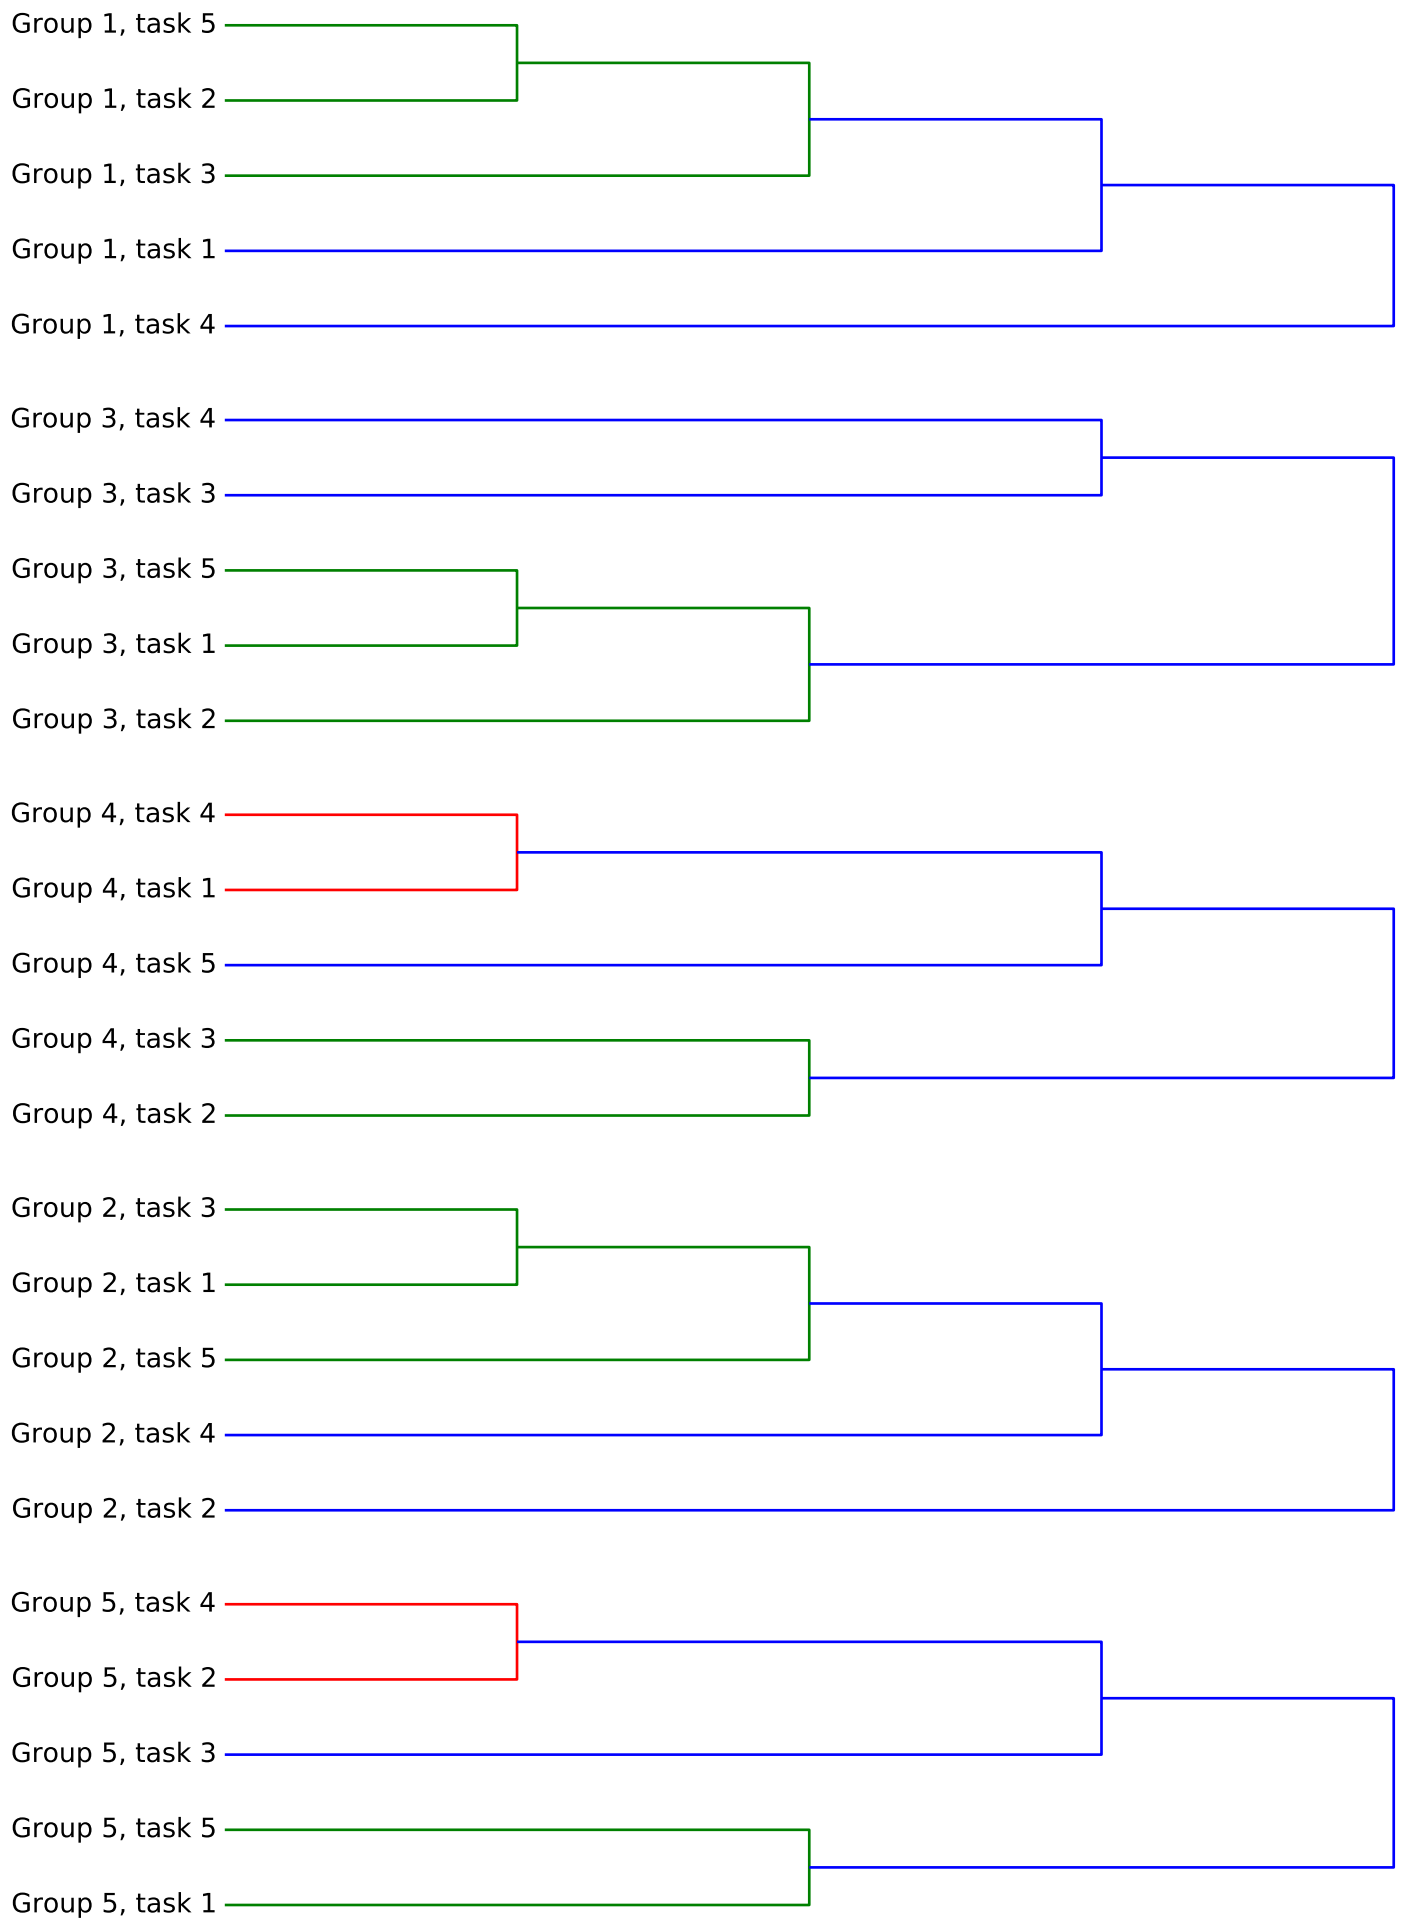 Group 1, task 5
Group 1, task 2
Group 1, task 3
Group 1, task 1
Group 1, task 4
Group 3, task 4
Group 3, task 3
Group 3, task 5
Group 3, task 1
Group 3, task 2
Group 4, task 4
Group 4, task 1
Group 4, task 5
Group 4, task 3
Group 4, task 2
Group 2, task 3
Group 2, task 1
Group 2, task 5
Group 2, task 4
Group 2, task 2
Group 5, task 4
Group 5, task 2
Group 5, task 3
Group 5, task 5
Group 5, task 1